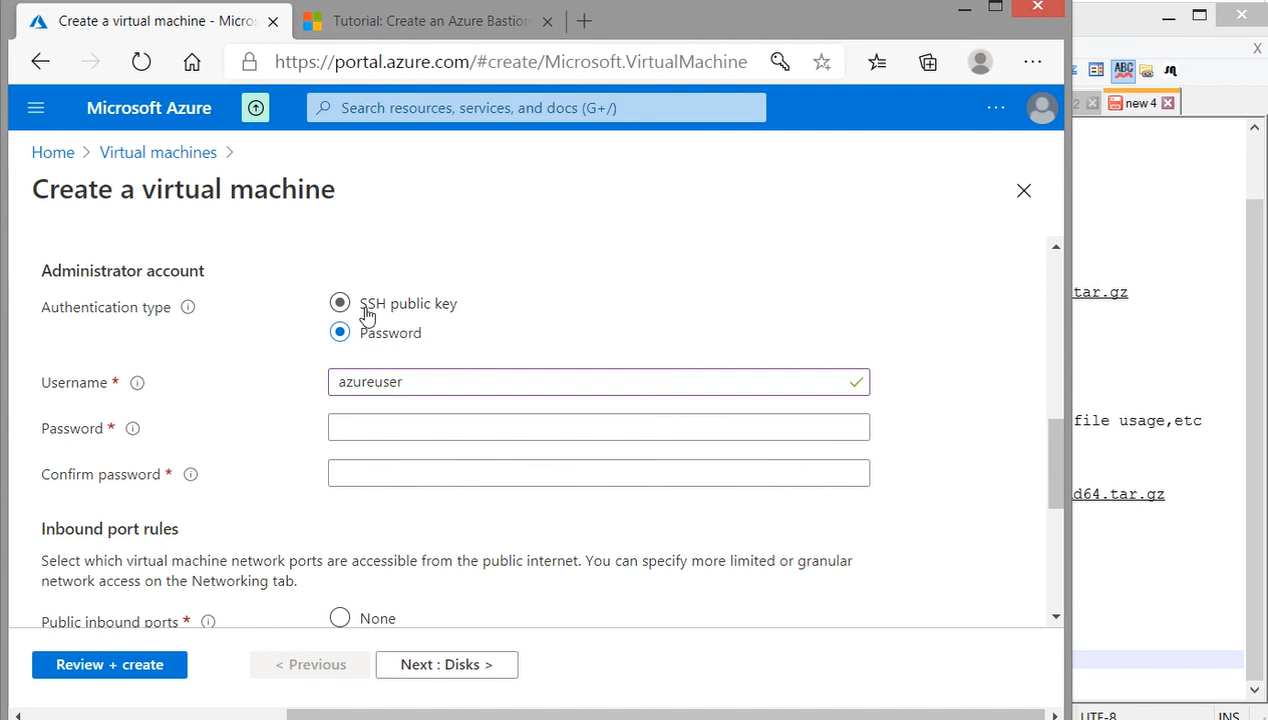 Create a virtual machine - Micros
Tutorial: Create an Azure Bastion
https://portal.azure.com/#create/Microsoft.VirtualMachine
Microsoft Azure
Search resources, services, and docs (G+/)
Home > Virtual machines >
Create a virtual machine
Administrator account
Authentication type
SSH public key
Password
Username *
azureuser
Password *
Confirm password *
Inbound port rules
Select which virtual machine network ports are accessible from the public internet. You can specify more limited or granular
network access on the Networking tab.
Public inbound ports *
None
Review + create
< Previous
Next : Disks >
X
ABC
2
new 4
tar.gz
file usage,etc
d64.tar.gz
UTF-8
INS